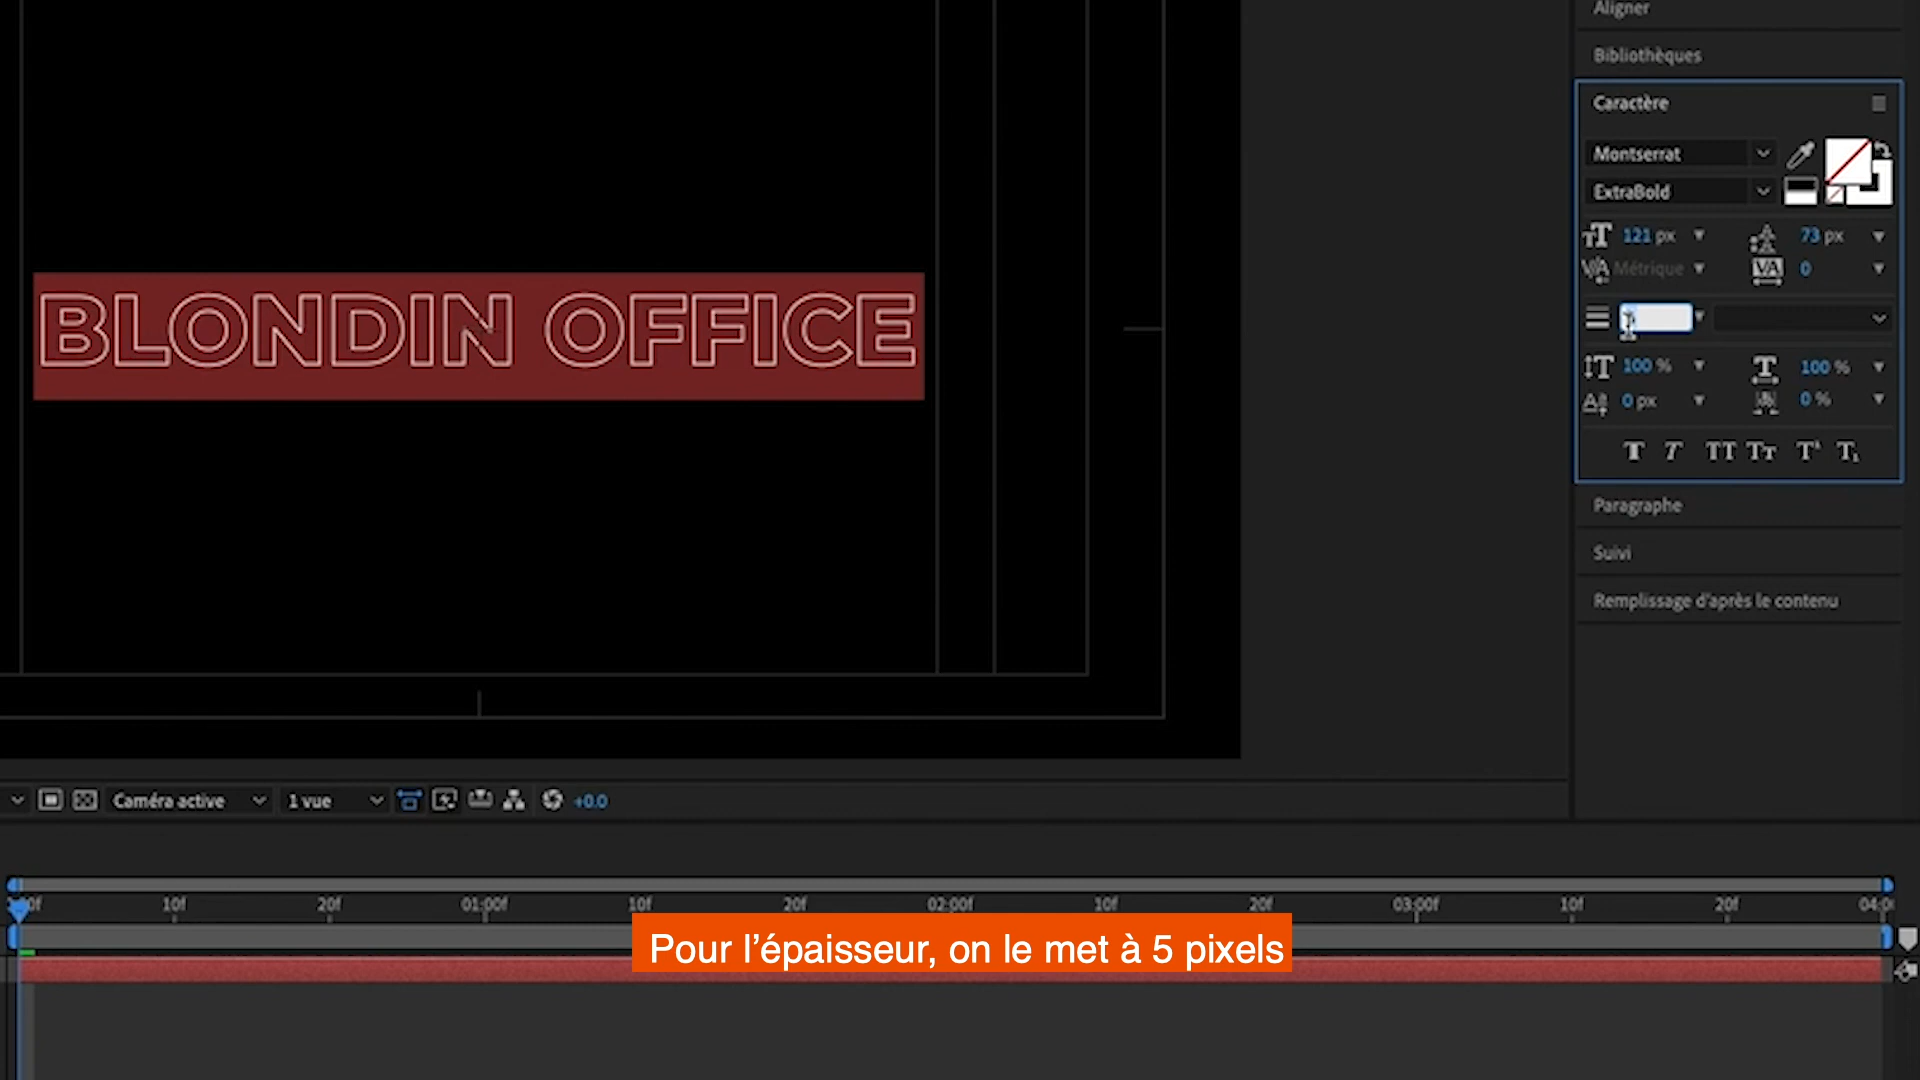 Aligner
Bibliothèques
Caractère
Montserrat
ExtraBold
121 px
73 px
Métrique
0
100 %
100 %
0 px
0 %
Paragraphe
Suivi
Remplissage d'après le contenu
BLONDIN OFFICE
Caméra active
1 vue
+0.0
10f
20f
01:00f
10f
20f
02:00f
10f
20f
03:00f
10f
20f
Pour l’épaisseur, on le met à 5 pixels